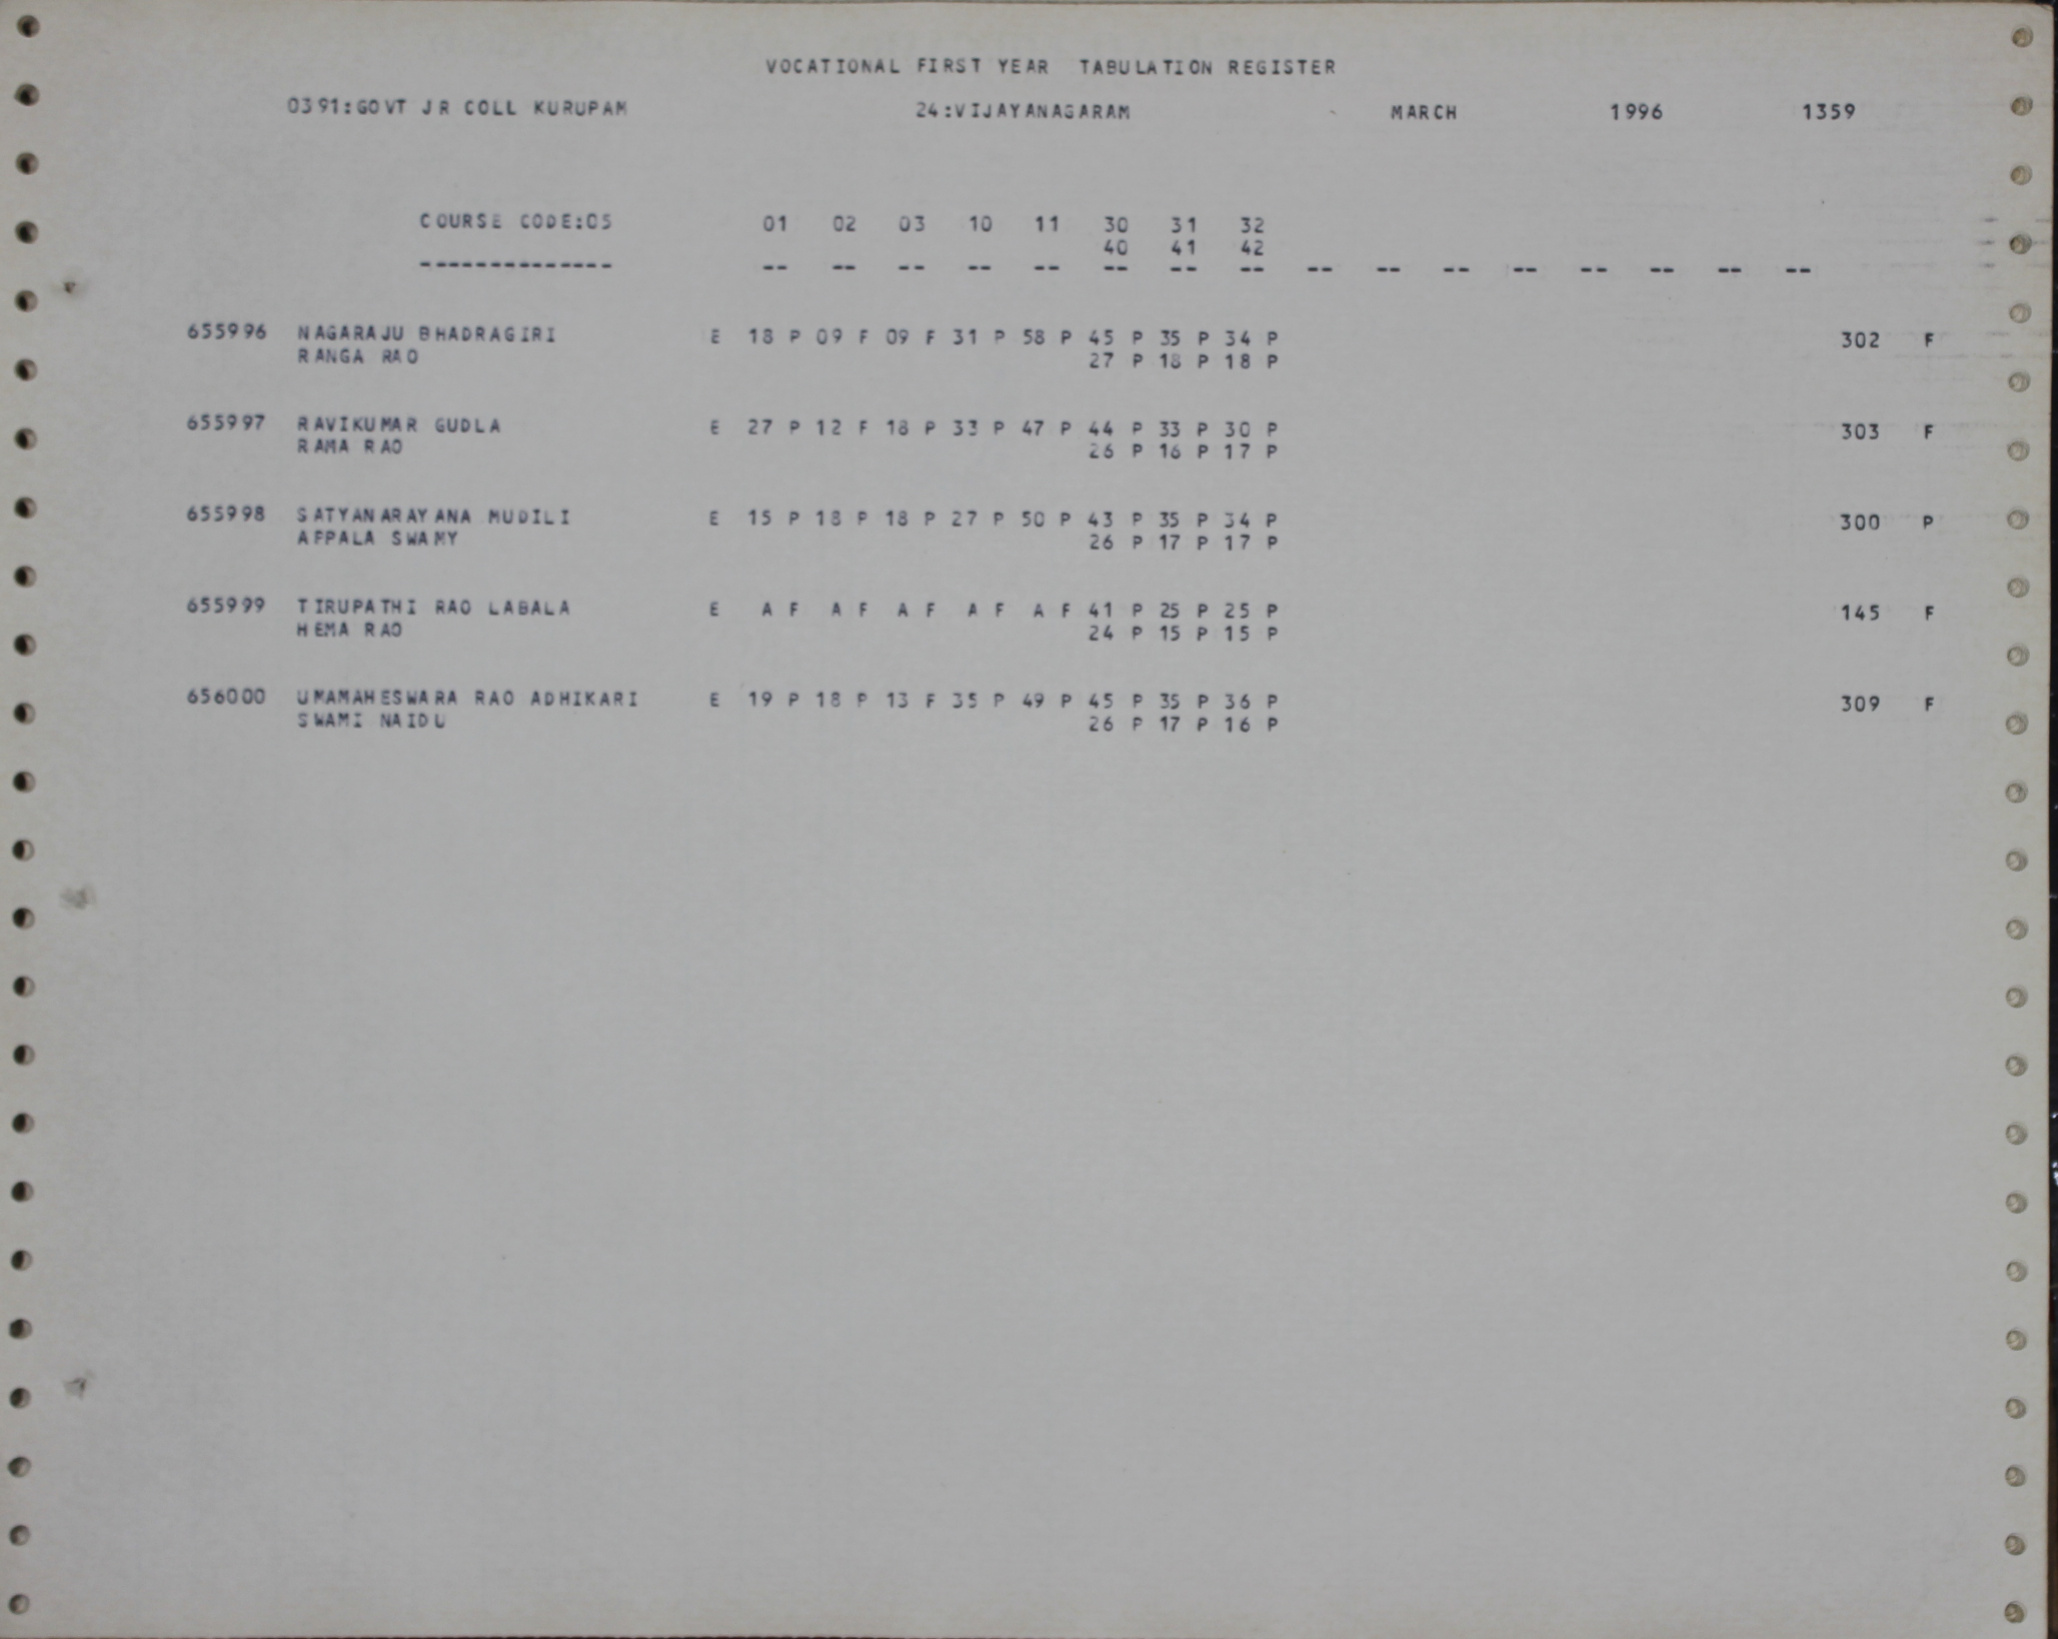 VOCATIONAL FIRST YEAR TABULATION REGISTER
0391:GOVT JR COLL KURUPAM 24:VIJAYANAGARAM MARCH 1996 1359
COURSE CODE:05 01 02 03 10 11 30 31 32
40 41 42
-------------- -- -- -- -- -- -- -- -- -- -- -- -- -- -- -- --
655996 NAGARAJU BHADRAGIRI E 18 P 09 F 09 F 31 P 58 P 45 P 35 P 34 P 302 F
RANGA RAO 27 P 18 P 18 P
655997 RAVIKUMAR GUDLA E 27 P 12 F 18 P 33 P 47 P 44 P 33 P 30 P 303 F
RAMA RAO 26 P 16 P 17 P
655998 SATYANARAYANA MUDILI E 15 P 18 P 18 P 27 P 50 P 43 P 35 P 34 P 300 P
APPALA SWAMY 26 P 17 P 17 P
655999 TIRUPATHI RAO LABALA E A F A F A F A F A F 41 P 25 P 25 P 145 F
HEMA RAO 24 P 15 P 15 P
656000 UMAMAHESWARA RAO ADHIKARI E 19 P 18 P 13 F 35 P 49 P 45 P 35 P 36 P 309 F
SWAMI NAIDU 26 P 17 P 16 P